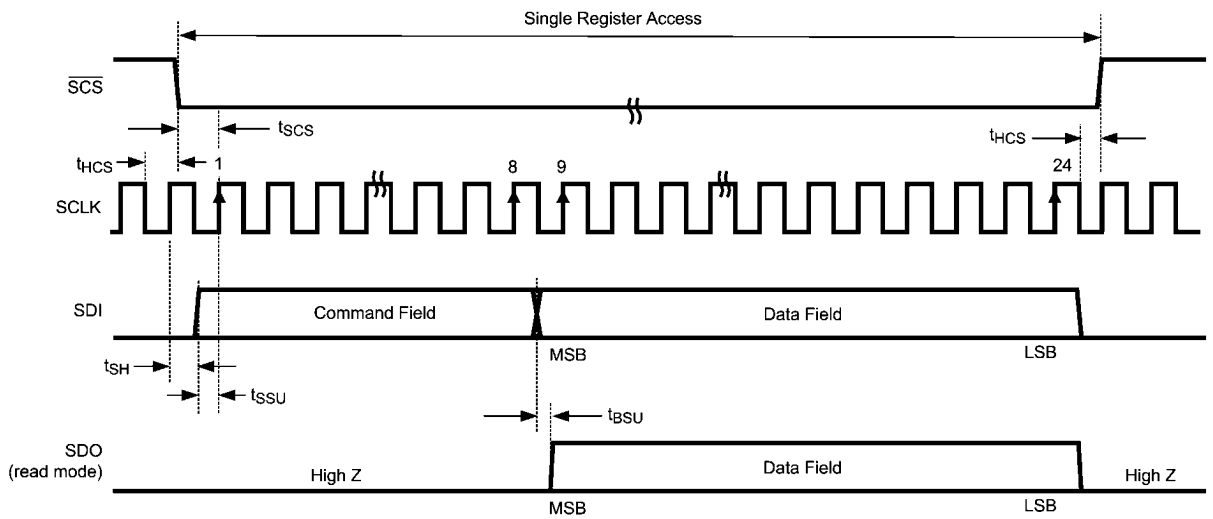 Single Register Access
SCS
tSCS
tHCS
tHCS
1
8
9
24
SCLK
SDI
Command Field
Data Field
MSB
LSB
tSH
tSSU
tBSU
SDO
(read mode)
High Z
Data Field
High Z
MSB
LSB